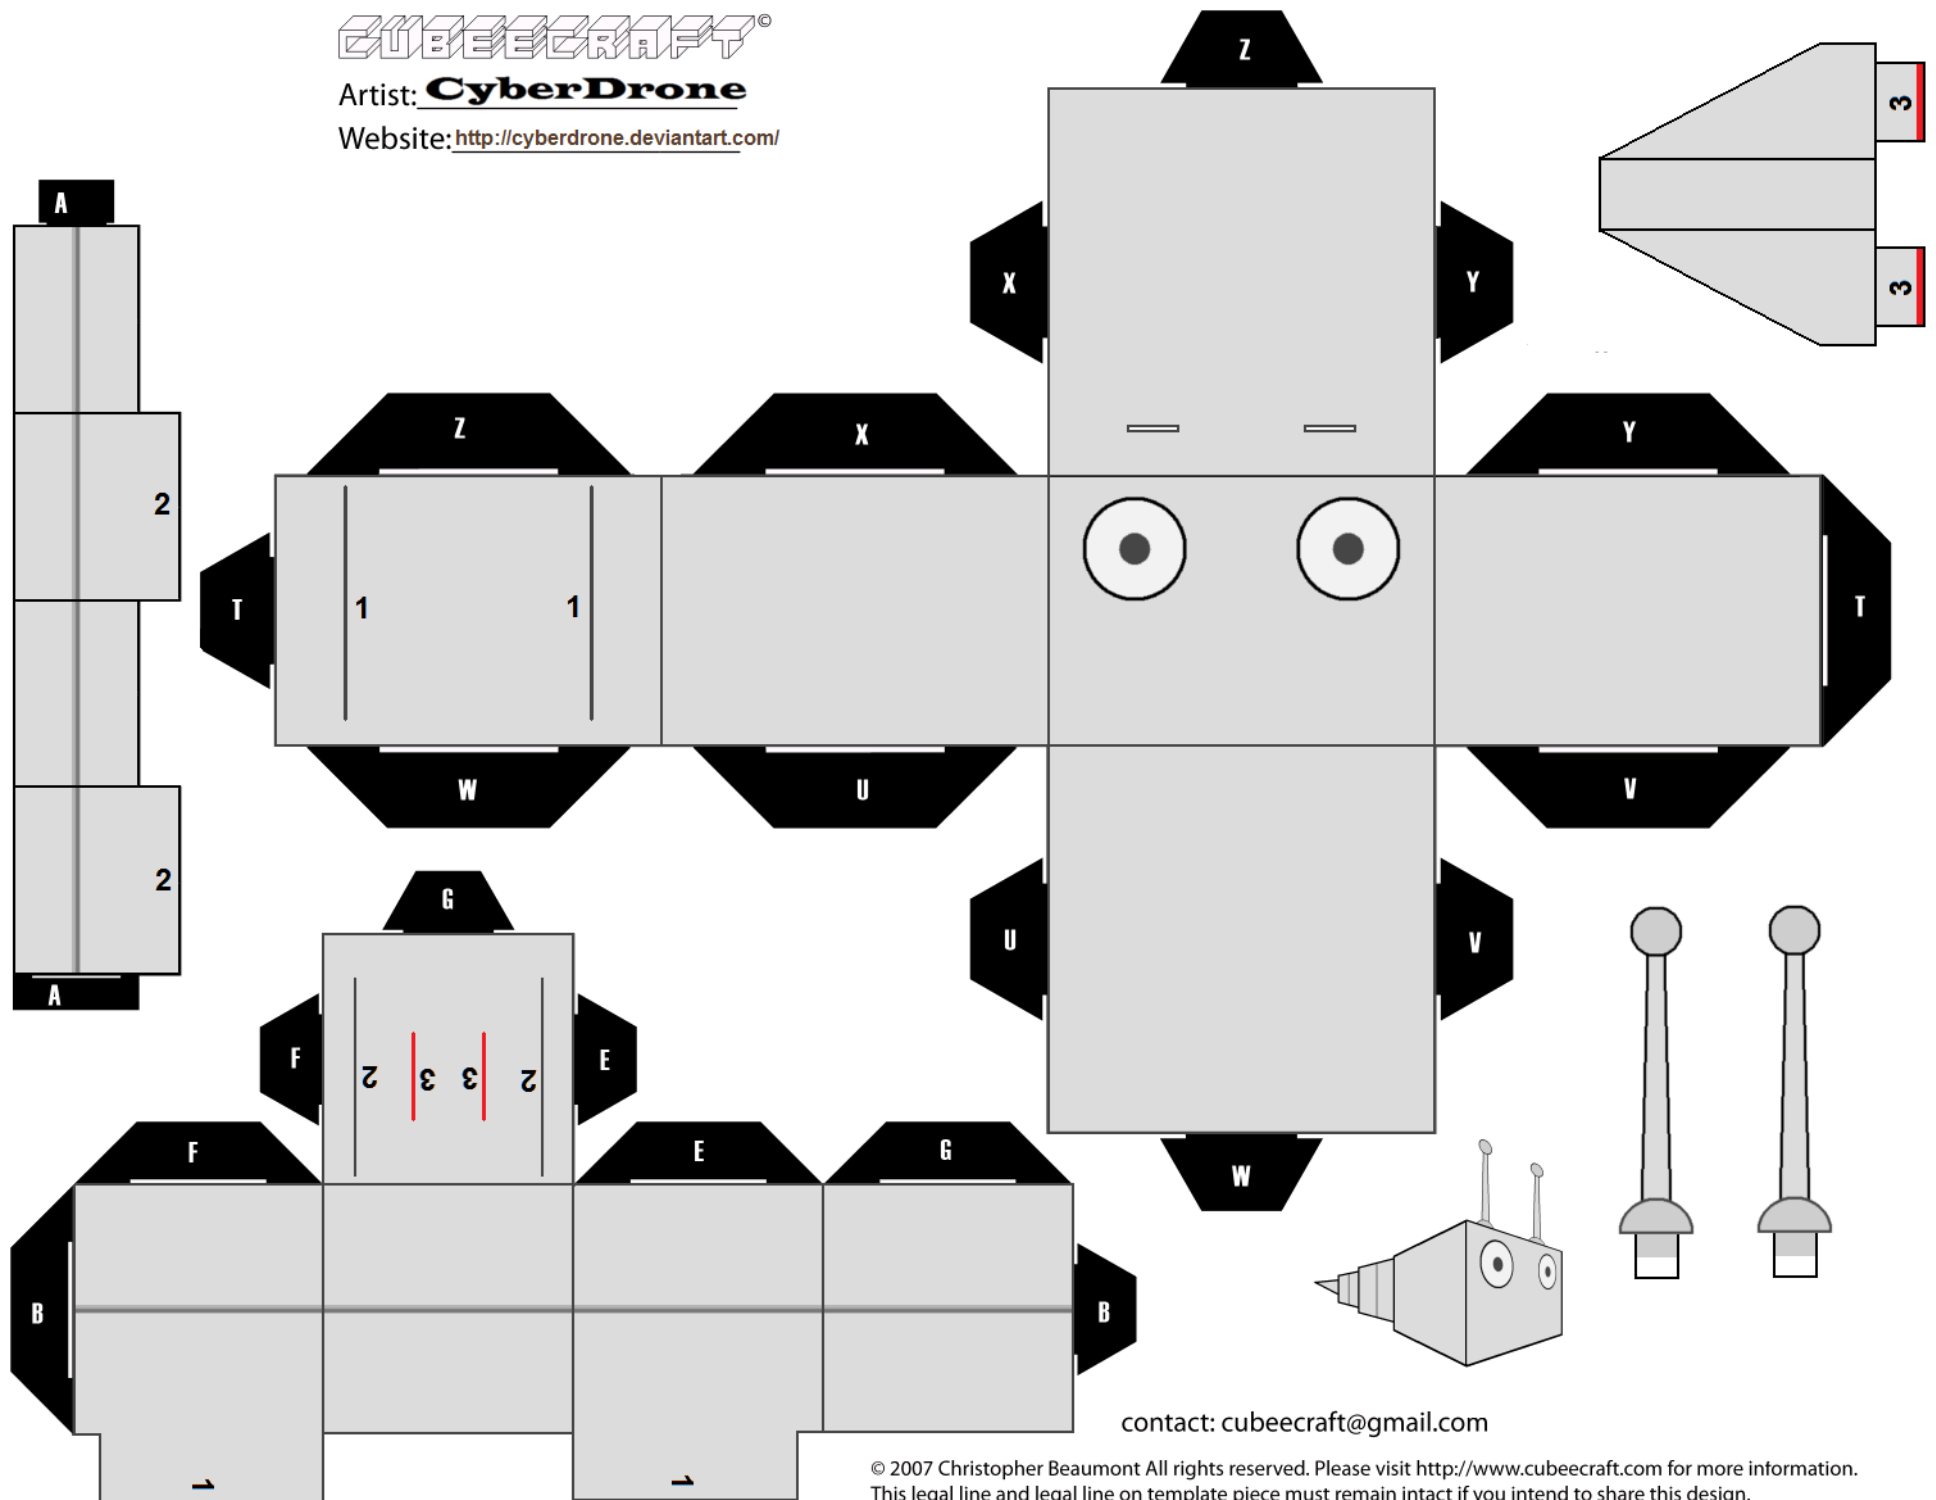 CUBEECRAFT©
Artist: CyberDrone
Website: http://cyberdrone.deviantart.com/
Z
3
A
X
Y
3
Z
X
Y
2
T
1
1
T
W
U
V
2
G
U
V
A
F
2
3
3
2
E
F
E
G
W
B
B
contact: cubeecraft@gmail.com
1
1
© 2007 Christopher Beaumont All rights reserved. Please visit http://www.cubeecraft.com for more information.
This legal line and legal line on template piece must remain intact if you intend to share this design.